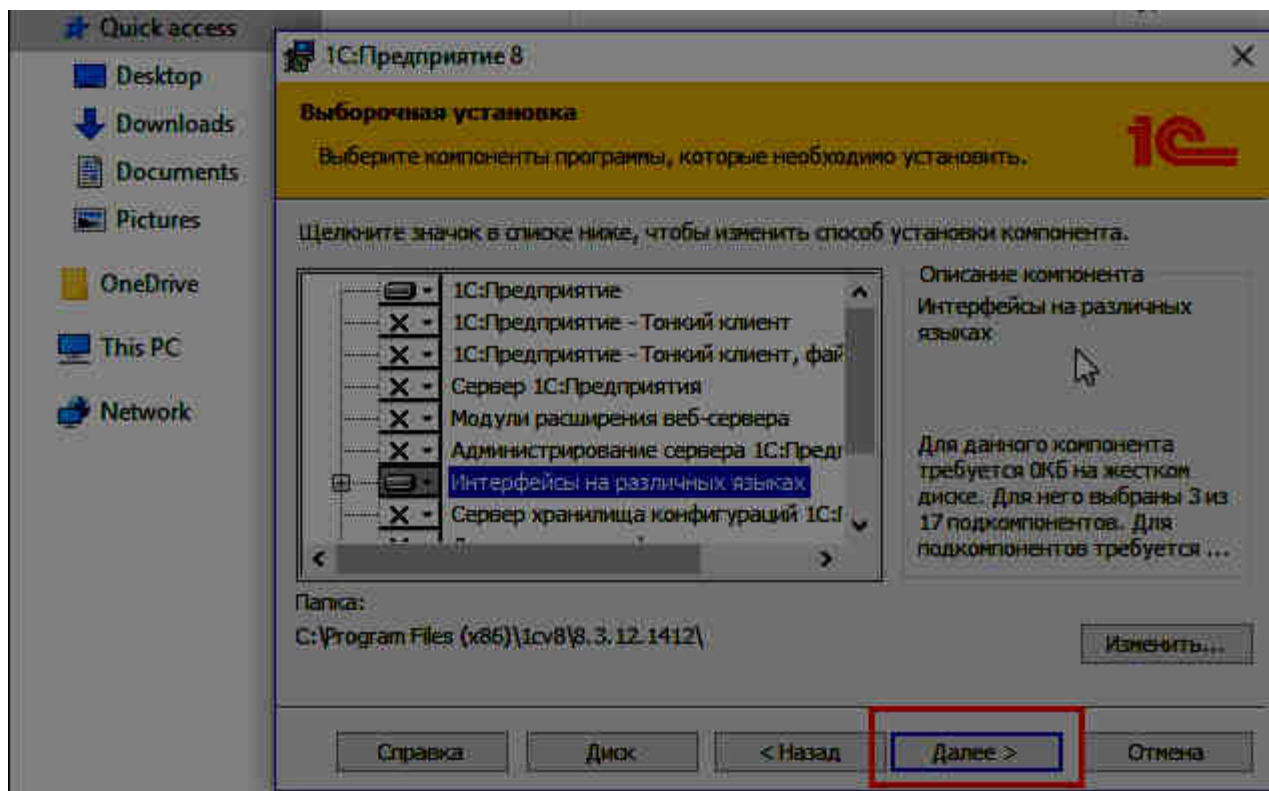 Quick access
Desktop
Downloads
Documents
Pictures
OneDrive
This PC
Network
1С:Предприятие 8
Выборочная установка
Выберите компоненты программы, которые необходимо установить.
1С
Щелкните значок в списке ниже, чтобы изменить способ установки компонента.
1С:Предприятие
1С:Предприятие - Тонкий клиент
1С:Предприятие - Тонкий клиент, фай
Сервер 1С:Предприятия
Модули расширения веб-сервера
Администрирование сервера 1С:Пред
Интерфейсы на различных языках
Сервер хранилища конфигураций 1С:
Описание компонента
Интерфейсы на различных
языках
Для данного компонента
требуется 0Кб на жестком
диске. Для него выбраны 3 из
17 подкомпонентов. Для
подкомпонентов требуется ...
Папка:
C:\Program Files (x86)\1cv8\8.3.12.1412\
Изменить...
Справка
Диск
< Назад
Далее >
Отмена